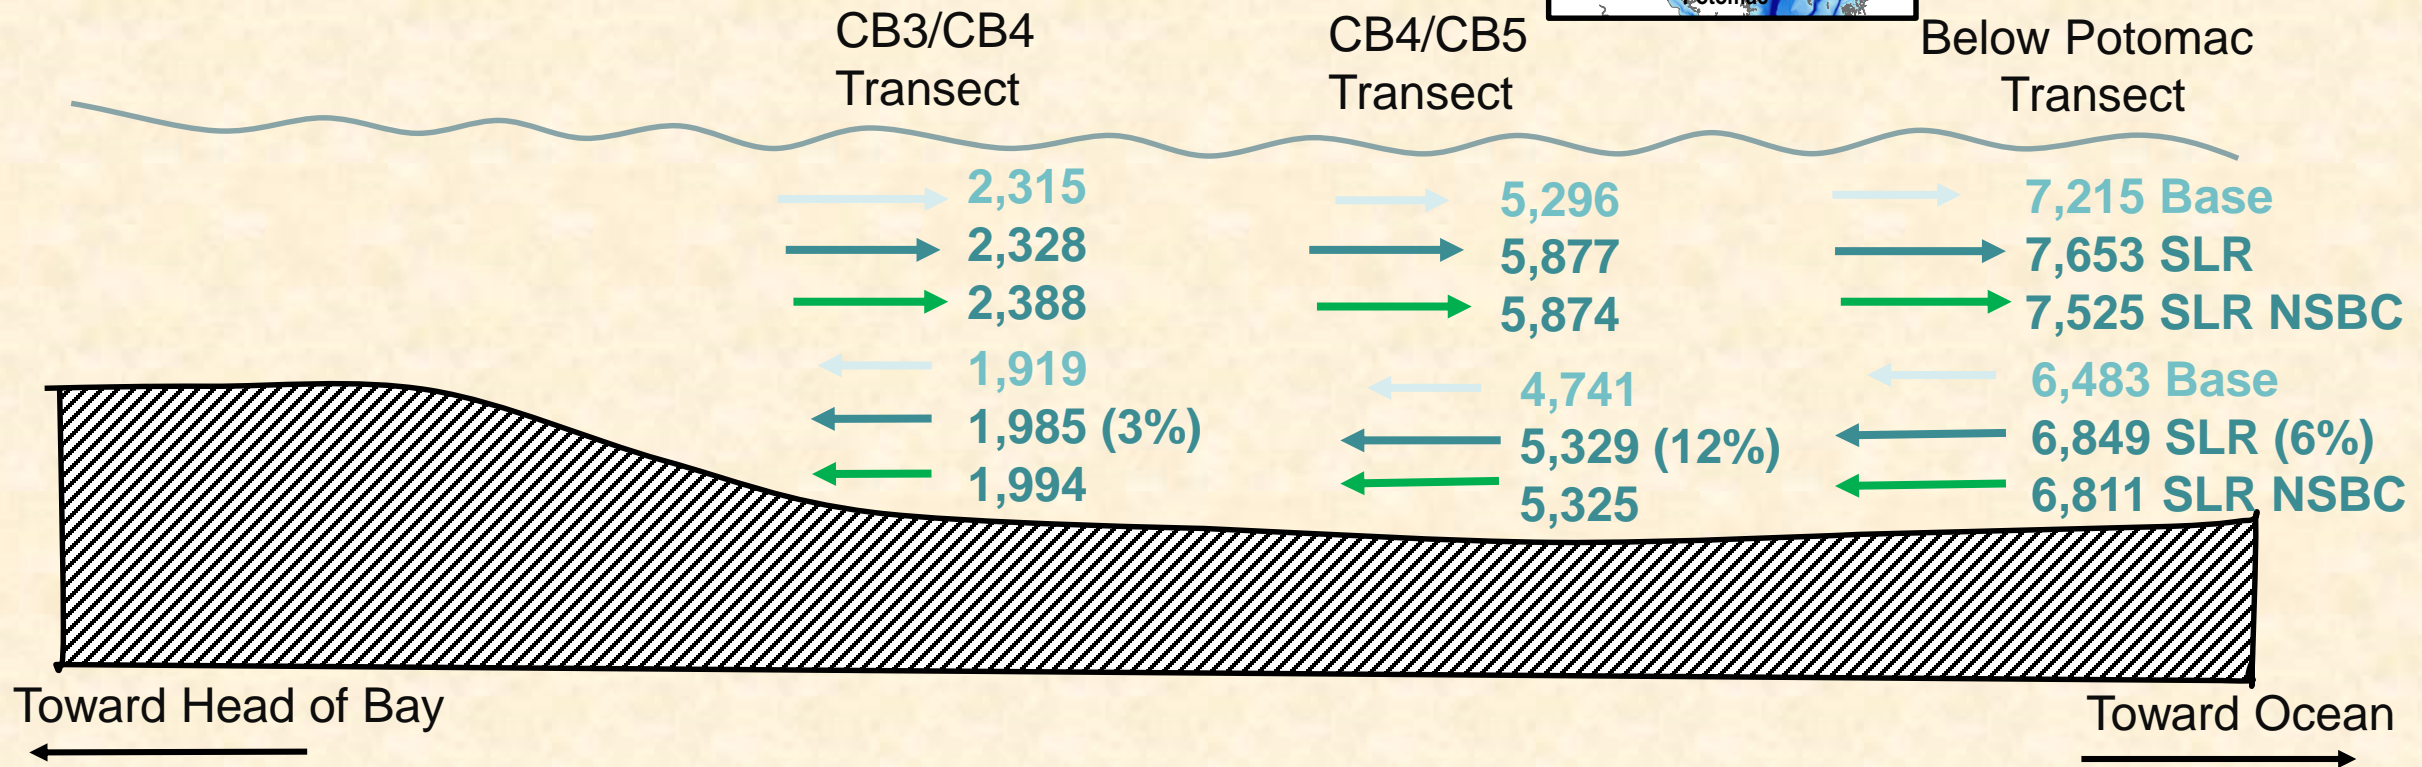 Potomac
CB3/CB4
Transect
CB4/CB5
Transect
Below Potomac
Transect
2,315
2,328
2,388
1,919
1,985 (3%)
1,994
5,296
5,877
5,874
4,741
5,329 (12%)
5,325
7,215 Base
7,653 SLR
7,525 SLR NSBC
6,483 Base
6,849 SLR (6%)
6,811 SLR NSBC
Toward Head of Bay
Toward Ocean